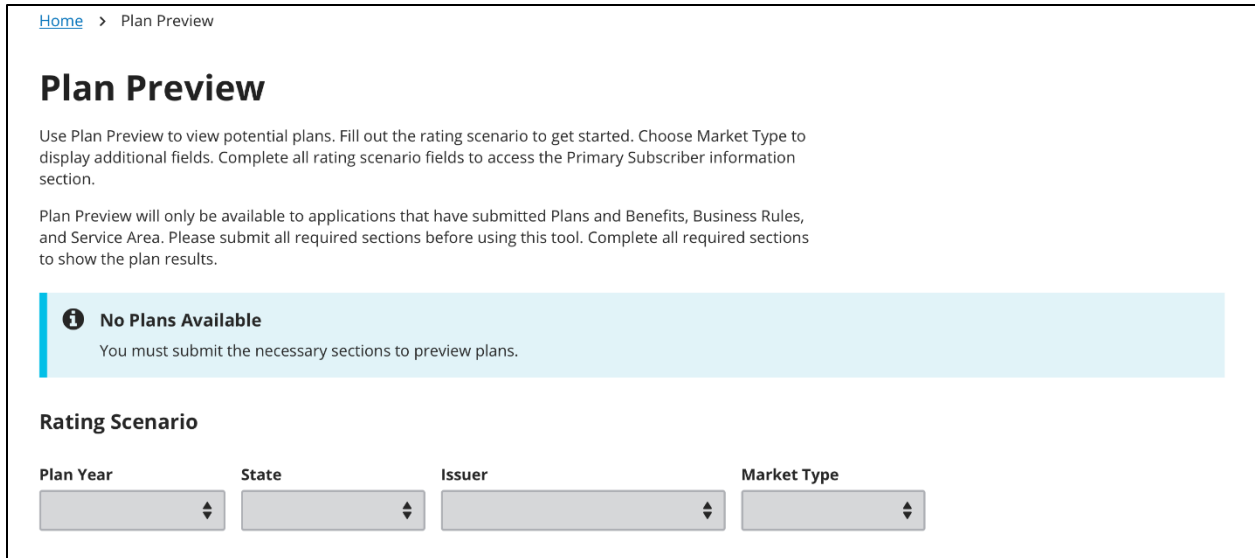 Home > Plan Preview
Plan Preview
Use Plan Preview to view potential plans. Fill out the rating scenario to get started. Choose Market Type to
display additional fields. Complete all rating scenario fields to access the Primary Subscriber information
section.
Plan Preview will only be available to applications that have submitted Plans and Benefits, Business Rules,
and Service Area. Please submit all required sections before using this tool. Complete all required sections
to show the plan results.
No Plans Available
You must submit the necessary sections to preview plans.
Rating Scenario
Plan Year State Issuer Market Type